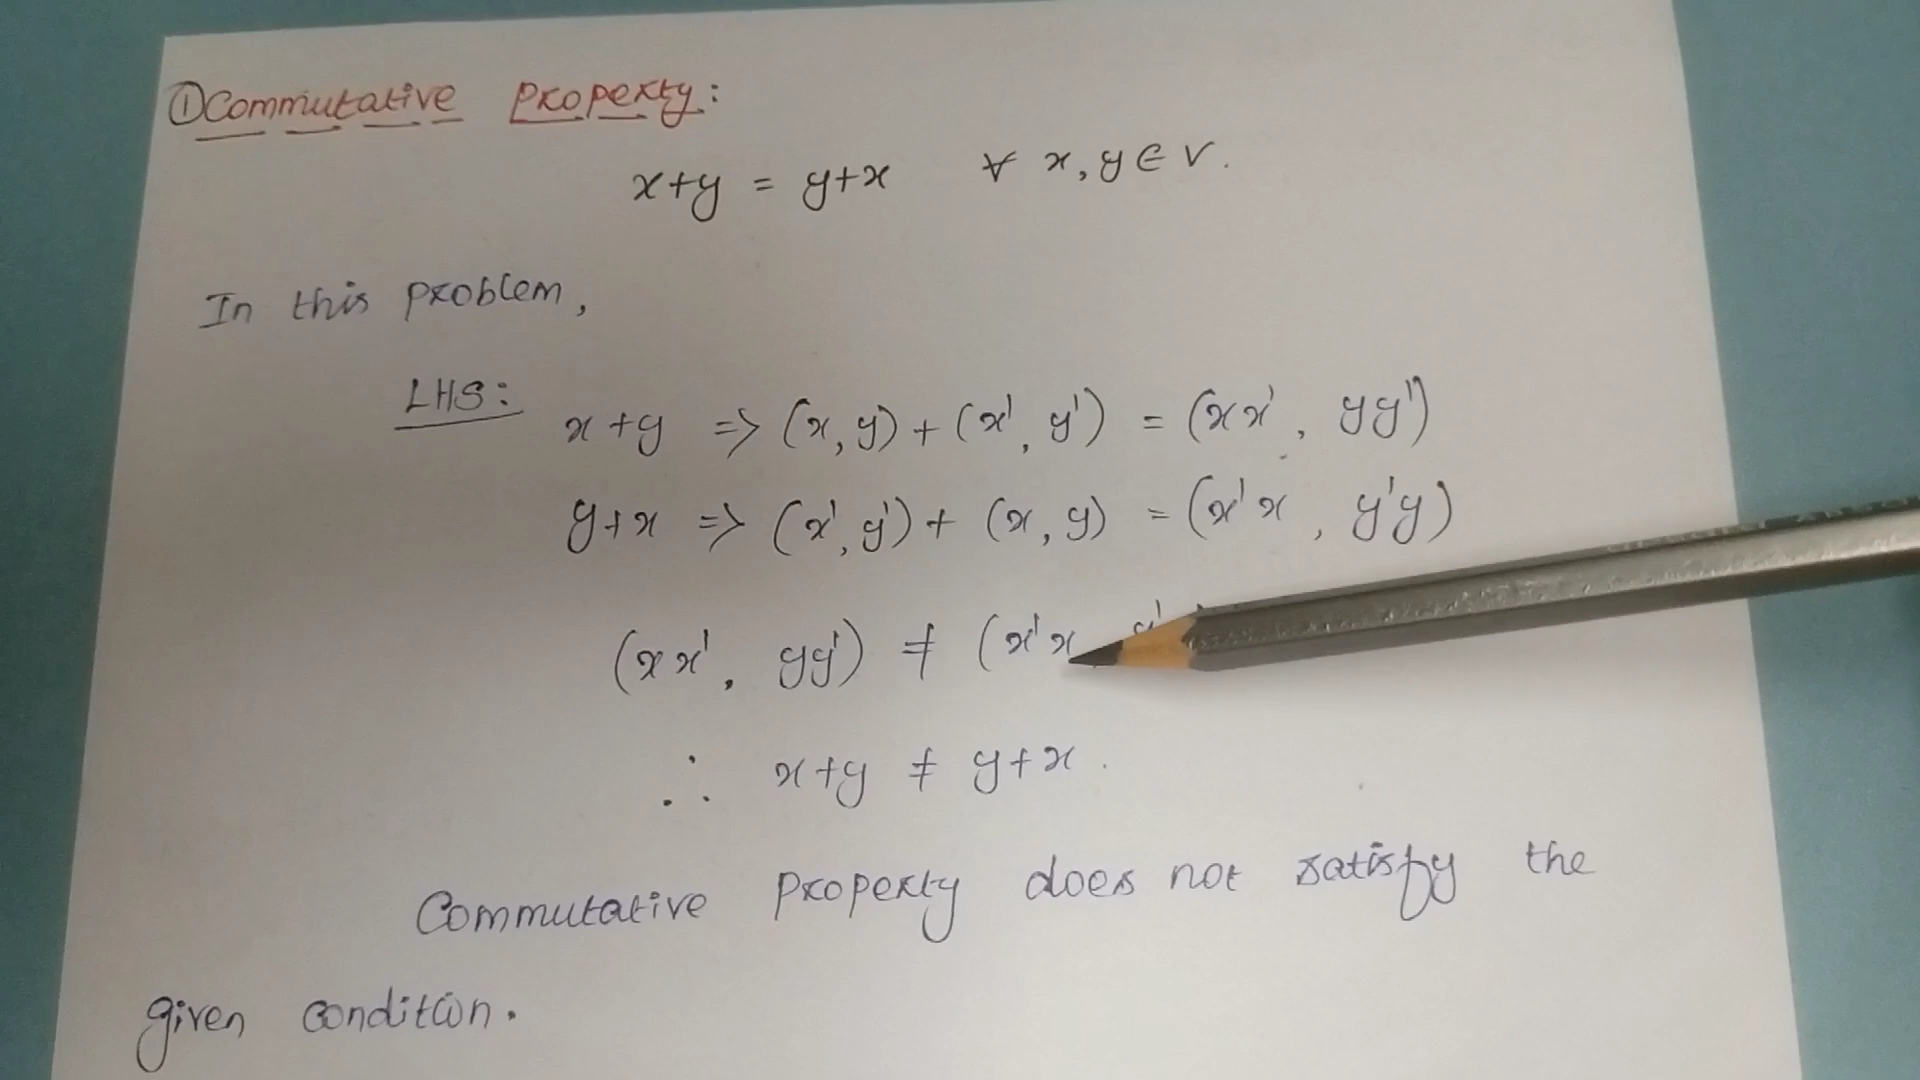 ① Commutative Property:
x+y = y+x ∀ x, y ∈ V.
In this problem,
LHS: x+y => (x, y) + (x', y') = (xx', yy')
y+x => (x', y') + (x, y) = (x'x, y'y)
(xx', yy') ≠ (x'x, y'
∴ x+y ≠ y+x.
Commutative Property does not satisfy the
given condition.